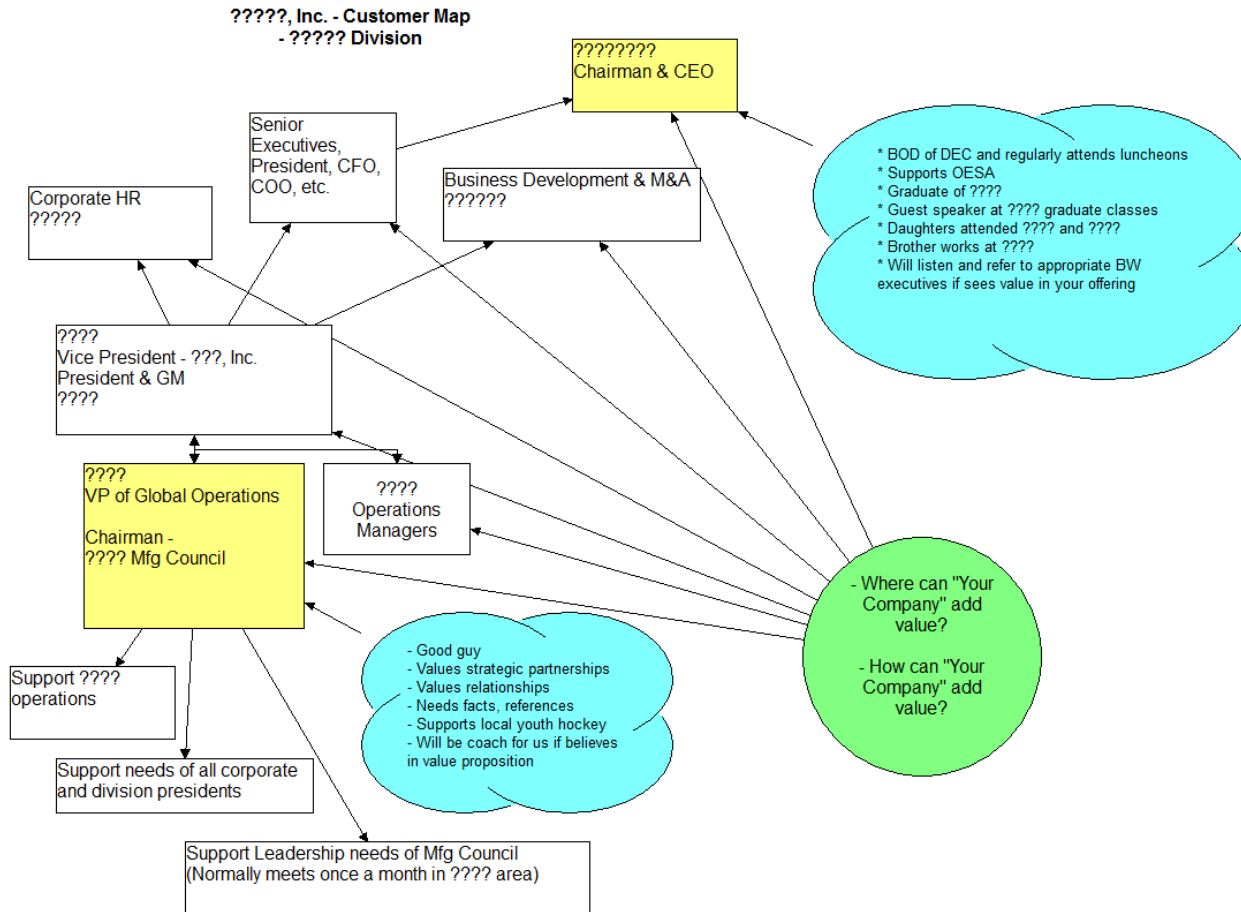 ?????, Inc. - Customer Map
- ????? Division
????????
Chairman & CEO
Senior
Executives,
President, CFO,
COO, etc.
Business Development & M&A
??????
Corporate HR
?????
* BOD of DEC and regularly attends luncheons
* Supports OESA
* Graduate of ????
* Guest speaker at ???? graduate classes
* Daughters attended ???? and ????
* Brother works at ????
* Will listen and refer to appropriate BW
executives if sees value in your offering
????
Vice President - ???, Inc.
President & GM
????
????
VP of Global Operations
Chairman -
???? Mfg Council
????
Operations
Managers
- Where can "Your
Company" add
value?
- How can "Your
Company" add
value?
- Good guy
- Values strategic partnerships
- Values relationships
- Needs facts, references
- Supports local youth hockey
- Will be coach for us if believes
in value proposition
Support ????
operations
Support needs of all corporate
and division presidents
Support Leadership needs of Mfg Council
(Normally meets once a month in ???? area)